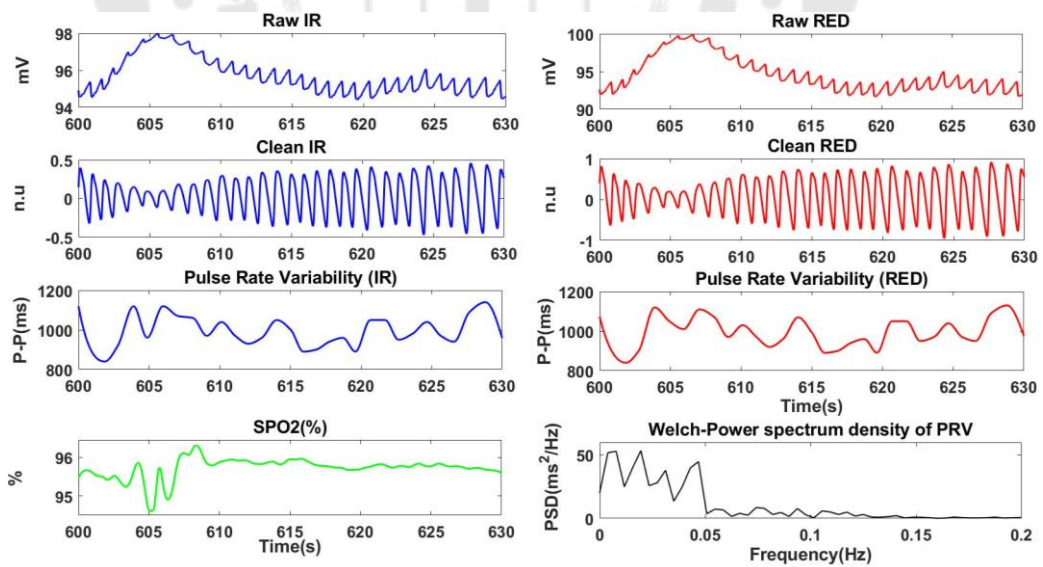 Raw IR
98
96
94
mV
600 605 610 615 620 625 630
Raw RED
100
95
90
mV
600 605 610 615 620 625 630
Clean IR
0.5
0
-0.5
n.u
600 605 610 615 620 625 630
Clean RED
1
0
-1
n.u
600 605 610 615 620 625 630
Pulse Rate Variability (IR)
1200
1000
800
P-P(ms)
600 605 610 615 620 625 630
Pulse Rate Variability (RED)
1200
1000
800
P-P(ms)
600 605 610 615 620 625 630
Time(s)
SPO2(%)
96
95
%
600 605 610 615 620 625 630
Time(s)
Welch-Power spectrum density of PRV
50
0
PSD(ms²/Hz)
0 0.05 0.1 0.15 0.2
Frequency(Hz)